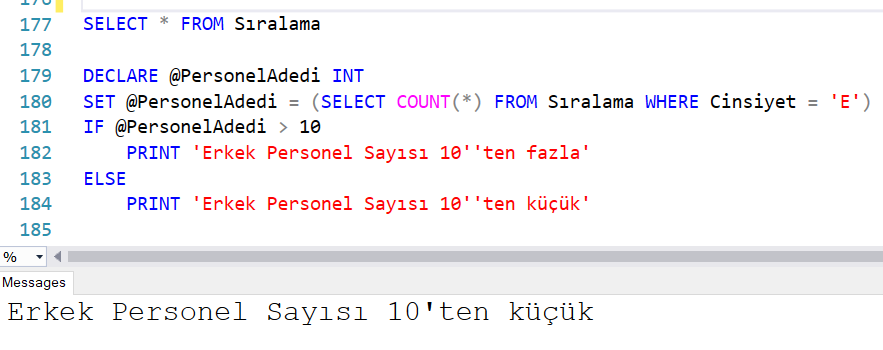 176
177 SELECT * FROM Sıralama
178
179 DECLARE @PersonelAdedi INT
180 SET @PersonelAdedi = (SELECT COUNT(*) FROM Sıralama WHERE Cinsiyet = 'E')
181 IF @PersonelAdedi > 10
182 PRINT 'Erkek Personel Sayısı 10''ten fazla'
183 ELSE
184 PRINT 'Erkek Personel Sayısı 10''ten küçük'
185
%
Messages
Erkek Personel Sayısı 10'ten küçük